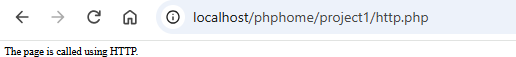 localhost/phphome/project1/http.php
The page is called using HTTP.